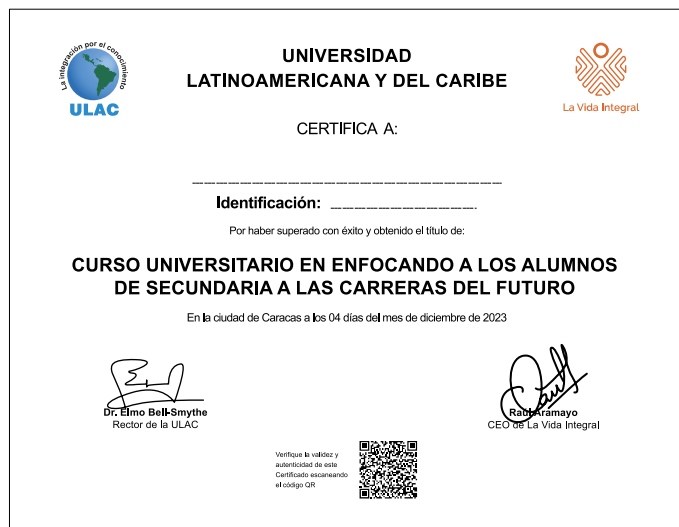 La integración por el conocimiento
ULAC
UNIVERSIDAD
LATINOAMERICANA Y DEL CARIBE
La Vida Integral
CERTIFICA A:
Identificación:
Por haber superado con éxito y obtenido el título de:
CURSO UNIVERSITARIO EN ENFOCANDO A LOS ALUMNOS
DE SECUNDARIA A LAS CARRERAS DEL FUTURO
En la ciudad de Caracas a los 04 días del mes de diciembre de 2023
Dr. Elmo Bell-Smythe
Rector de la ULAC
Raúl Aramayo
CEO de La Vida Integral
Verifique la validez y
autenticidad de este
Certificado escaneando
el código QR